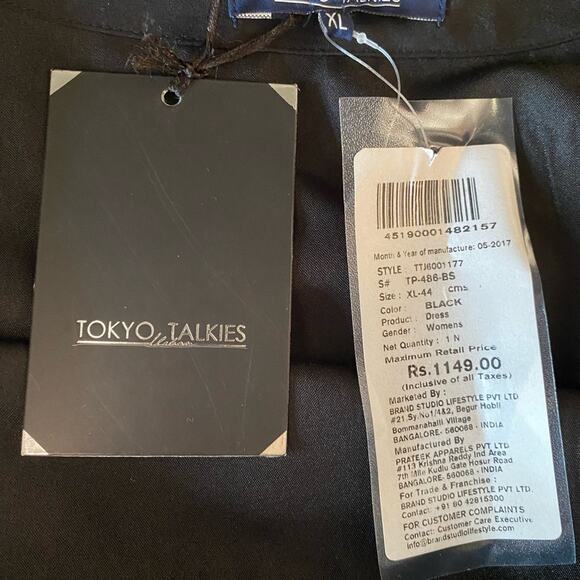 TALKIES
XL
TOKYO TALKIES
45190001482157
Month & Year of manufacture: 05-2017
STYLE : TTJ6001177
S# TP-486-BS
Size : XL-44 cms
Color : BLACK
Product : Dress
Gender : Womens
Net Quantity : 1 N
Maximum Retail Price
Rs.1149.00
(Inclusive of all Taxes)
Marketed By :
BRAND STUDIO LIFESTYLE PVT LTD
#21,Sy.No1/4&2, Begur Hobli
Bommanahalli Village
BANGALORE- 560068 - INDIA
Manufactured By
PRATEEK APPARELS PVT LTD
#113 Krishna Reddy Ind Area
7th Mile Kudlu Gate Hosur Road
BANGALORE- 560068 - INDIA
For Trade & Franchise :
BRAND STUDIO LIFESTYLE PVT LTD.
Contact: +91 80 42815300
FOR CUSTOMER COMPLAINTS
Contact: Customer Care Executive
info@brandstudiolifestyle.com